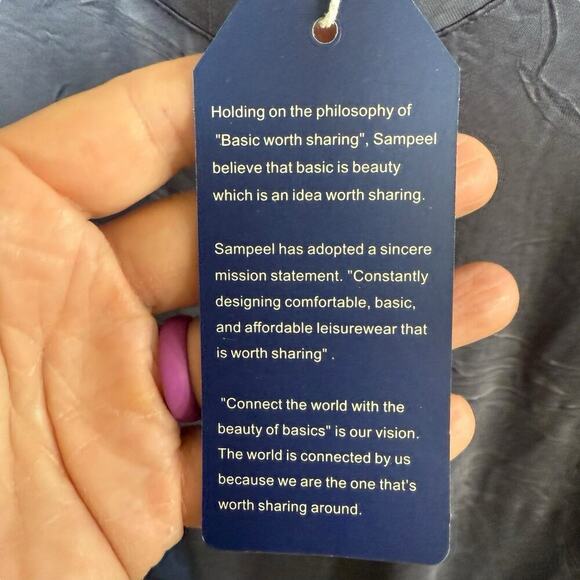 Holding on the philosophy of
"Basic worth sharing", Sampeel
believe that basic is beauty
which is an idea worth sharing.
Sampeel has adopted a sincere
mission statement. "Constantly
designing comfortable, basic,
and affordable leisurewear that
is worth sharing" .
"Connect the world with the
beauty of basics" is our vision.
The world is connected by us
because we are the one that's
worth sharing around.